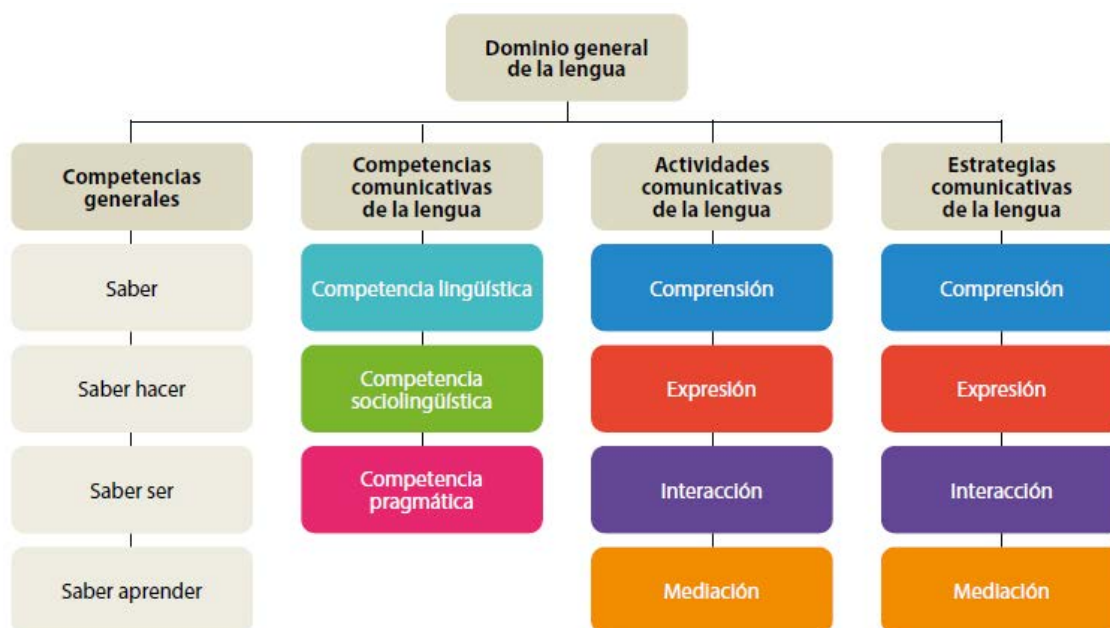 Dominio general
de la lengua
Competencias
generales
Competencias
comunicativas
de la lengua
Actividades
comunicativas
de la lengua
Estrategias
comunicativas
de la lengua
Saber
Competencia lingüística
Comprensión
Comprensión
Saber hacer
Competencia
sociolingüística
Expresión
Expresión
Saber ser
Competencia
pragmática
Interacción
Interacción
Saber aprender
Mediación
Mediación